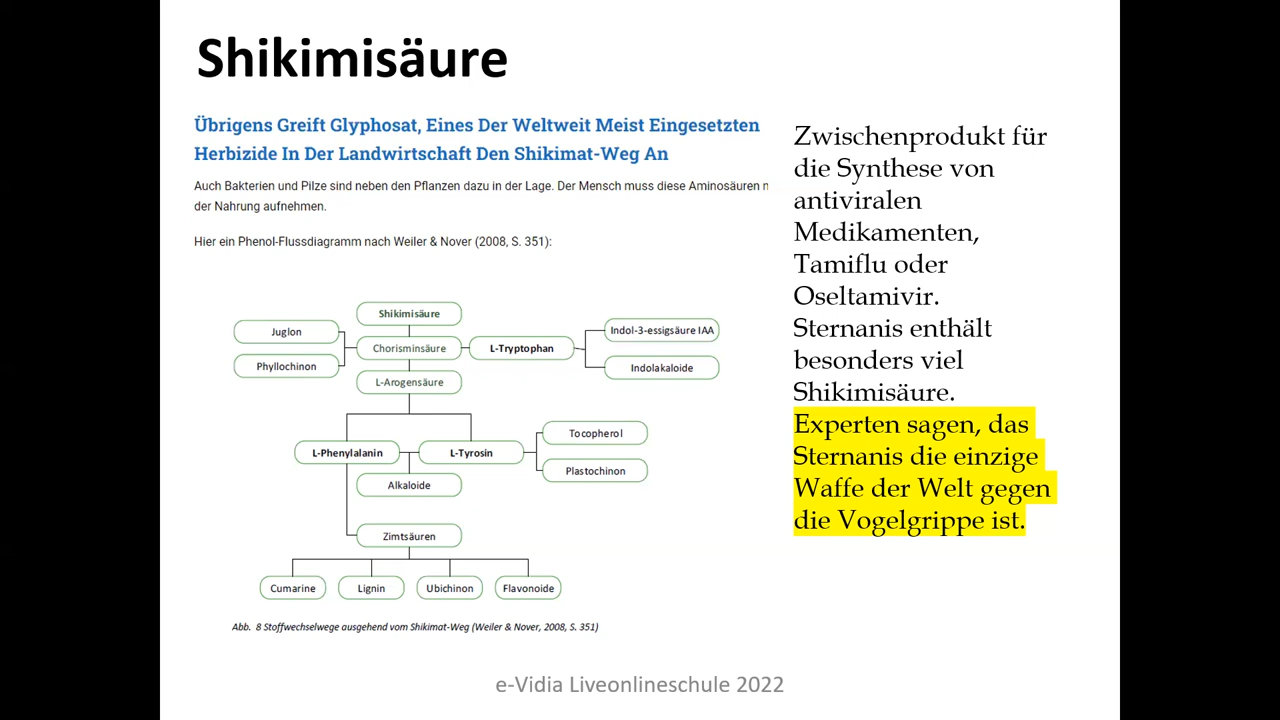 Shikimisäure
Übrigens Greift Glyphosat, Eines Der Weltweit Meist Eingesetzten
Herbizide In Der Landwirtschaft Den Shikimat-Weg An
Auch Bakterien und Pilze sind neben den Pflanzen dazu in der Lage. Der Mensch muss diese Aminosäuren
der Nahrung aufnehmen.
Hier ein Phenol-Flussdiagramm nach Weiler & Nover (2008, S. 351):
Shikimisäure
Juglon
Phyllochinon
Chorisminsäure
L-Tryptophan
Indol-3-essigsäure IAA
Indolakaloide
L-Arogensäure
L-Phenylalanin
L-Tyrosin
Tocopherol
Plastochinon
Alkaloide
Zimtsäuren
Cumarine
Lignin
Ubichinon
Flavonoide
Abb. 8 Stoffwechselwege ausgehend vom Shikimat-Weg (Weiler & Nover, 2008, S. 351)
Zwischenprodukt für
die Synthese von
antiviralen
Medikamenten,
Tamiflu oder
Oseltamivir.
Sternanis enthält
besonders viel
Shikimisäure.
Experten sagen, das
Sternanis die einzige
Waffe der Welt gegen
die Vogelgrippe ist.
e-Vidia Liveonlineschule 2022